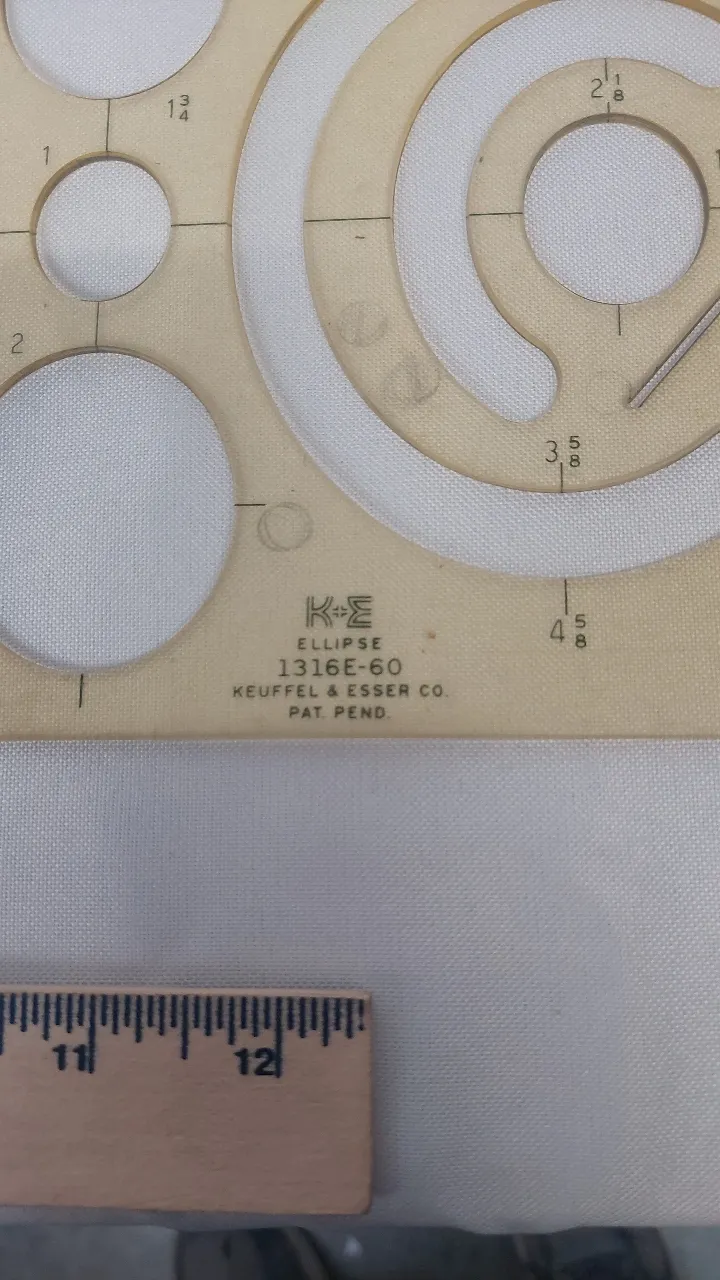 1 3/4
1
2 1/8
2
3 5/8
4 5/8
K+E
ELLIPSE
1316E-60
KEUFFEL & ESSER CO.
PAT. PEND.
11 12